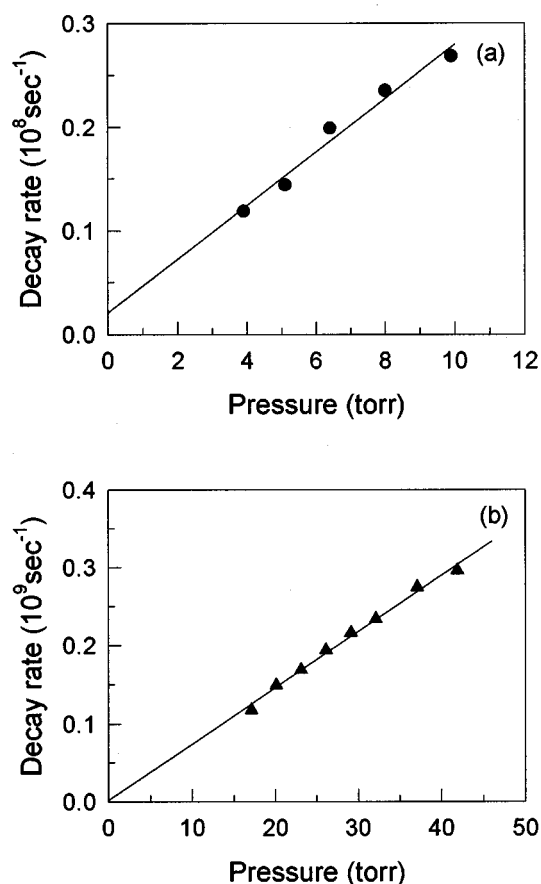 0.3
0.2
0.1
0.0
Decay rate (10⁸sec⁻¹)
(a)
0 2 4 6 8 10 12
Pressure (torr)
0.4
0.3
0.2
0.1
0.0
Decay rate (10⁹sec⁻¹)
(b)
0 10 20 30 40 50
Pressure (torr)